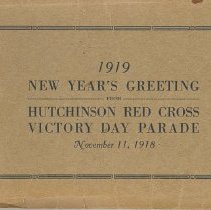 1919
NEW YEAR'S GREETING
FROM
HUTCHINSON RED CROSS
VICTORY DAY PARADE
November 11, 1918